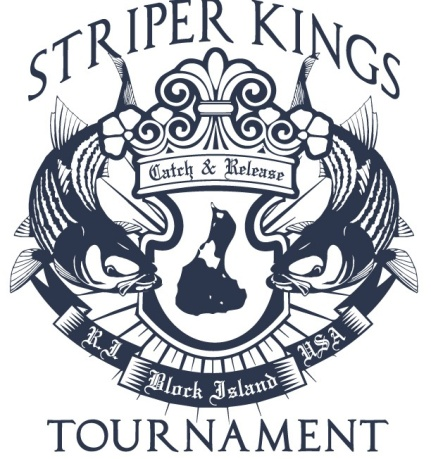 STRIPER KINGS
Catch & Release
R.I. Block Island USA
TOURNAMENT